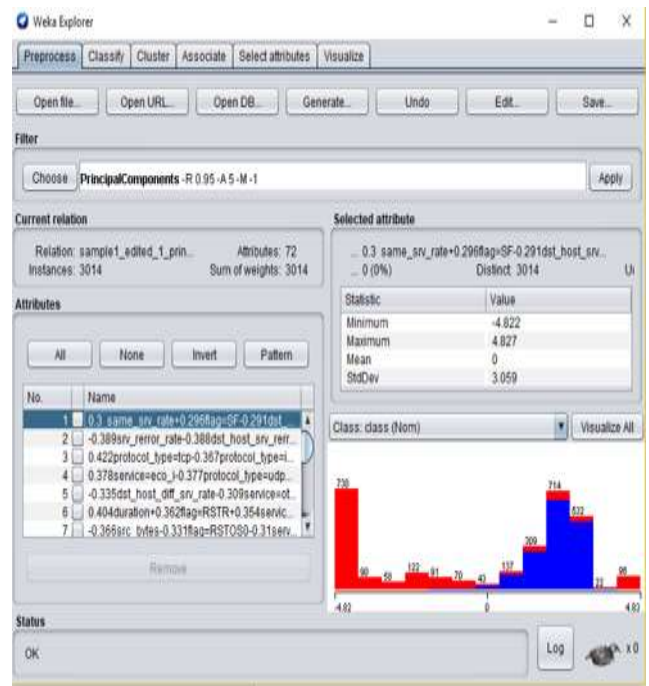 Weka Explorer
Preprocess Classify Cluster Associate Select attributes Visualize
Open file... Open URL... Open DB... Generate... Undo Edit... Save...
Filter
Choose PrincipalComponents -R 0.95 -A 5 -M -1 Apply
Current relation
Relation: sample1_edited_1_prin... Attributes: 72
Instances: 3014 Sum of weights: 3014
Selected attribute
... 0.3 same_srv_rate+0.296flag=SF-0.291dst_host_srv...
... 0 (0%) Distinct: 3014
Statistic Value
Minimum -4.822
Maximum 4.827
Mean 0
StdDev 3.059
Attributes
All None Invert Pattern
No. Name
1 0.3 same_srv_rate+0.296flag=SF-0.291dst_...
2 -0.389srv_rerror_rate-0.388dst_host_srv_rerr...
3 0.422protocol_type=tcp-0.367protocol_type=i...
4 0.378service=eco_i-0.377protocol_type=udp...
5 -0.335dst_host_diff_srv_rate-0.309service=ot...
6 0.404duration+0.362flag=RSTR+0.354servic...
7 -0.366src_bytes-0.331flag=RSTOS0-0.31serv...
Remove
Class: class (Nom) Visualize All
730 90 58 122 91 70 43 137 209 714 532 22 96
-4.82 0 4.83
Status
OK
Log x 0